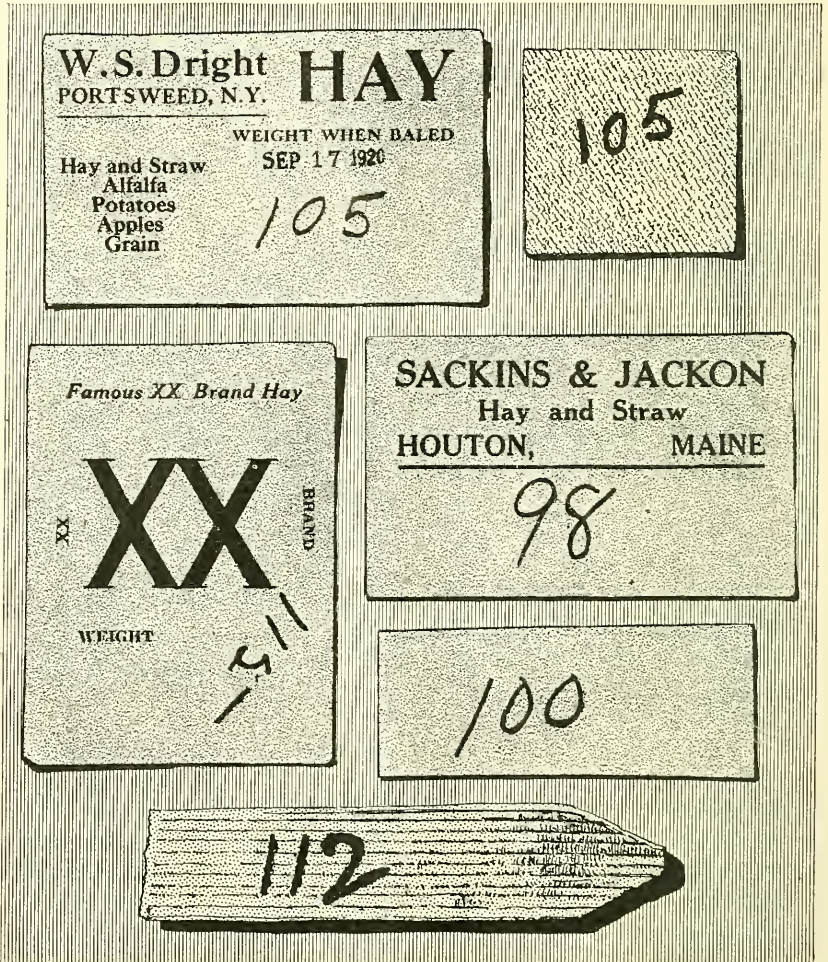 W.S. Dright
PORTSWEED, N.Y.
HAY
WEIGHT WHEN BALED
SEP 17 1920
Hay and Straw
Alfalfa
Potatoes
Apples
Grain
105
105
Famous XX Brand Hay
XX
XX
BRAND
WEIGHT
SACKINS & JACKON
Hay and Straw
HOUTON, MAINE
98
100
112